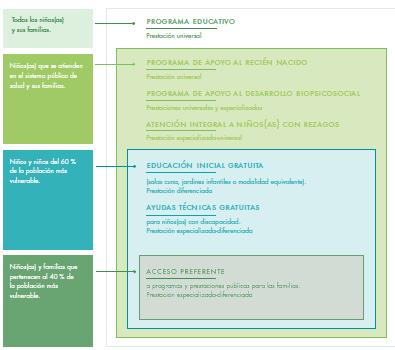 Todos los niños(as)
y sus familias.
PROGRAMA EDUCATIVO
Prestación universal
Niños(as) que se atienden
en el sistema público de
salud y sus familias.
PROGRAMA DE APOYO AL RECIÉN NACIDO
Prestación universal
PROGRAMA DE APOYO AL DESARROLLO BIOPSICOSOCIAL
Prestaciones universales y especializadas
ATENCIÓN INTEGRAL A NIÑOS(AS) CON REZAGOS
Prestación especializada-universal
Niños y niñas del 60 %
de la población más
vulnerable.
EDUCACIÓN INICIAL GRATUITA
(salas cuna, jardines infantiles o modalidad equivalente).
Prestación diferenciada
AYUDAS TÉCNICAS GRATUITAS
para niños(as) con discapacidad.
Prestación especializada-diferenciada
Niños(as) y familias que
pertenecen al 40 % de
la población más
vulnerable.
ACCESO PREFERENTE
a programas y prestaciones públicas para las familias.
Prestación especializada-diferenciada